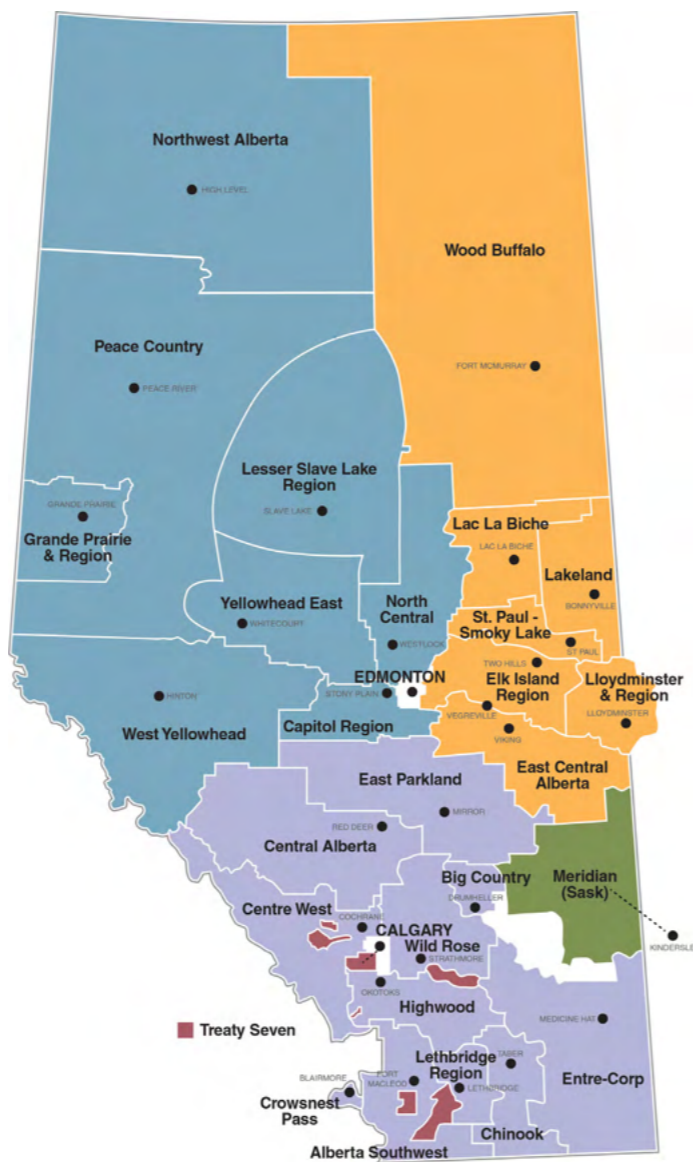 Northwest Alberta
HIGH LEVEL
Wood Buffalo
Peace Country
FORT MCMURRAY
PEACE RIVER
Lesser Slave Lake
Region
SLAVE LAKE
GRANDE PRAIRIE
Grande Prairie
& Region
Lac La Biche
LAC LA BICHE
Lakeland
BONNYVILLE
Yellowhead East
WHITECOURT
North
Central
WESTLOCK
St. Paul -
Smoky Lake
ST PAUL
TWO HILLS
EDMONTON
Elk Island
Region
Lloydminster
& Region
LLOYDMINSTER
HINTON
STONY PLAIN
VEGREVILLE
West Yellowhead
Capitol Region
VIKING
East Central
Alberta
East Parkland
MIRROR
RED DEER
Central Alberta
Big Country
DRUMHELLER
Meridian
(Sask)
KINDERSLE
Centre West
COCHRANE
CALGARY
Wild Rose
STRATHMORE
OKOTOKS
Highwood
MEDICINE HAT
Treaty Seven
Lethbridge
Region
TABER
BLAIRMORE
FORT
MACLEOD
LETHBRIDGE
Entre-Corp
Crowsnest
Pass
Chinook
Alberta Southwest